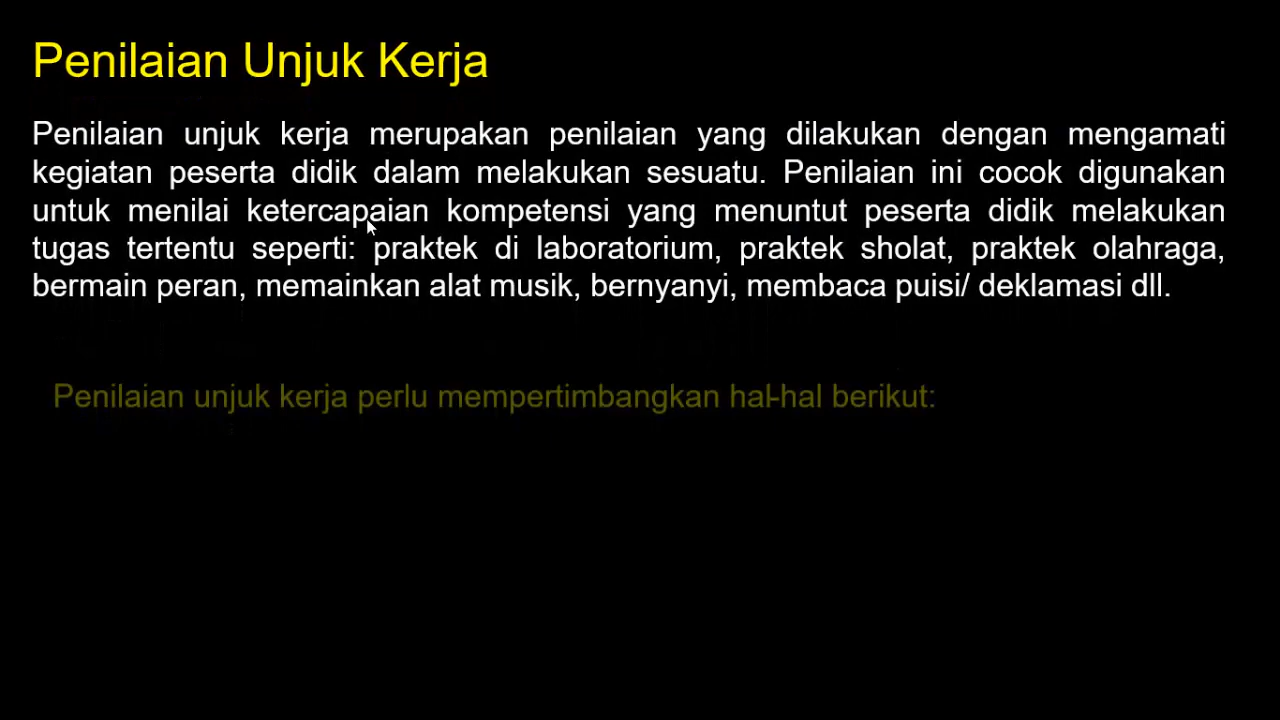 Penilaian Unjuk Kerja
Penilaian unjuk kerja merupakan penilaian yang dilakukan dengan mengamati
kegiatan peserta didik dalam melakukan sesuatu. Penilaian ini cocok digunakan
untuk menilai ketercapaian kompetensi yang menuntut peserta didik melakukan
tugas tertentu seperti: praktek di laboratorium, praktek sholat, praktek olahraga,
bermain peran, memainkan alat musik, bernyanyi, membaca puisi/ deklamasi dll.
Penilaian unjuk kerja perlu mempertimbangkan hal-hal berikut: